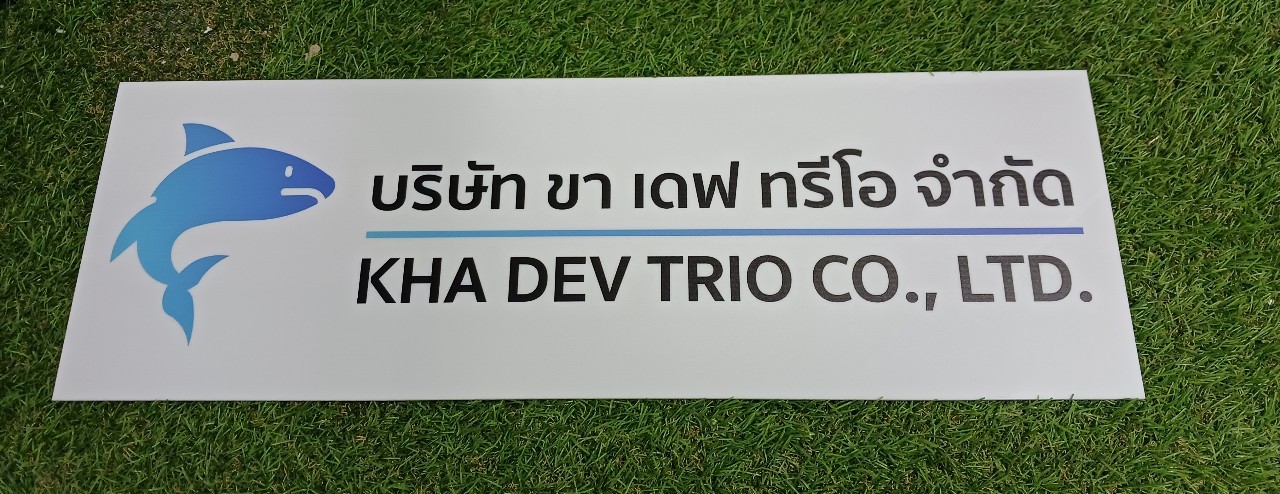 บริษัท ขา เดฟ ทรีโอ จำกัด
KHA DEV TRIO CO., LTD.